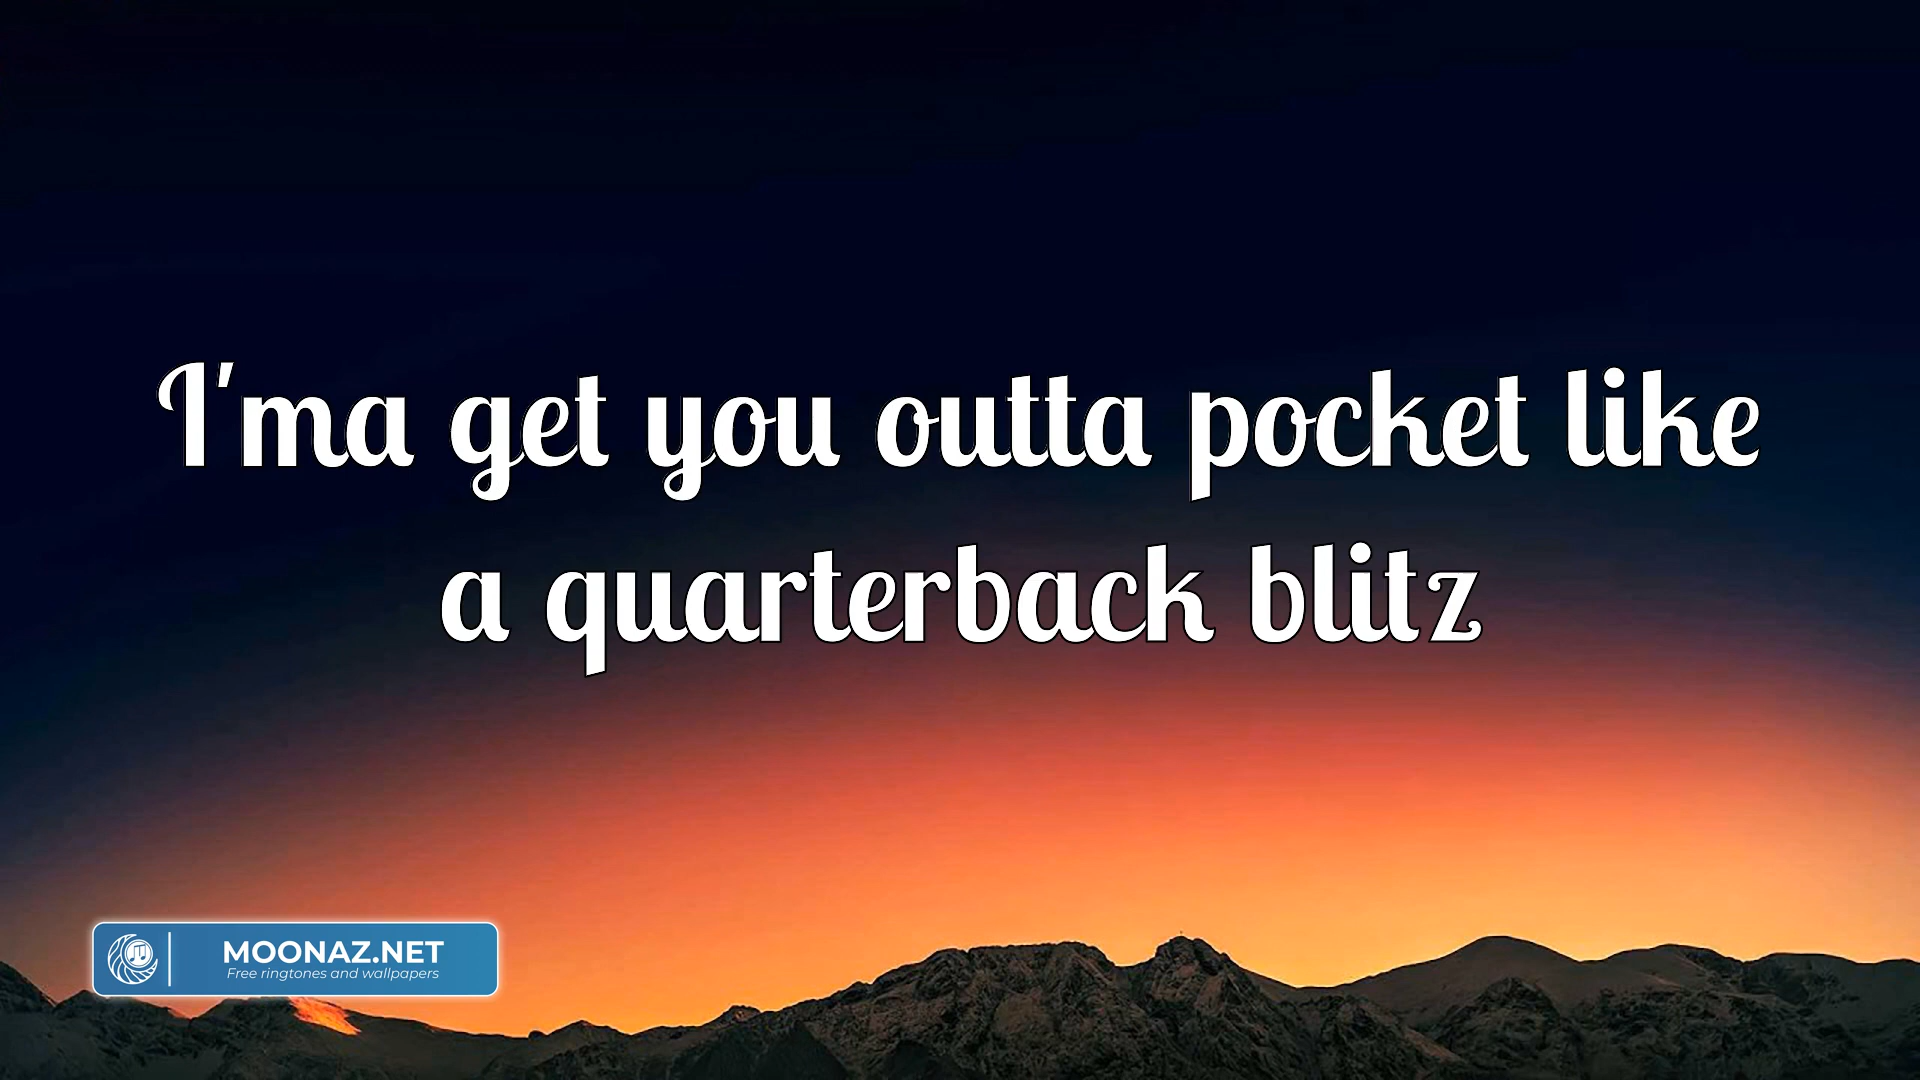 I'ma get you outta pocket like
a quarterback blitz
MOONAZ.NET
Free ringtones and wallpapers